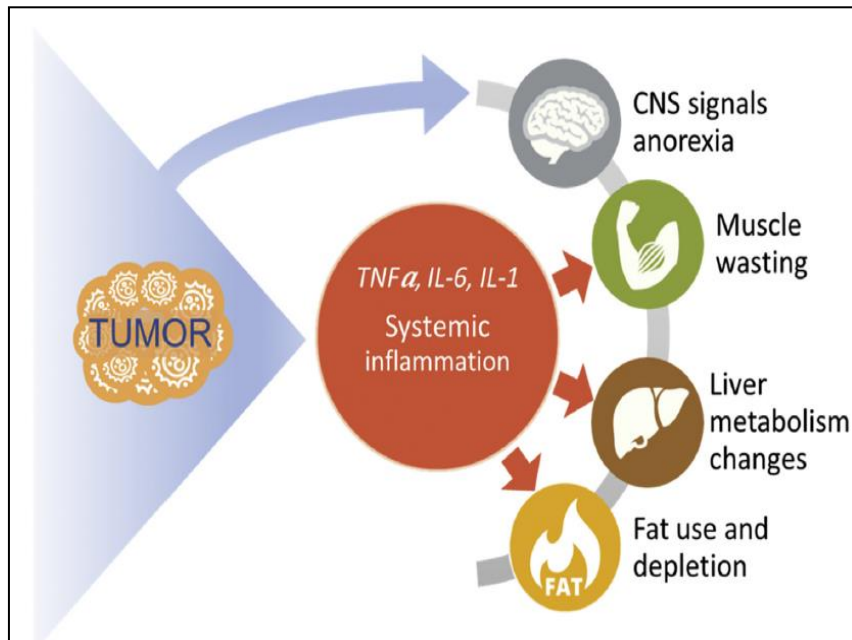 CNS signals
anorexia
Muscle
wasting
TNFα, IL-6, IL-1
Systemic
inflammation
TUMOR
Liver
metabolism
changes
Fat use and
depletion
FAT